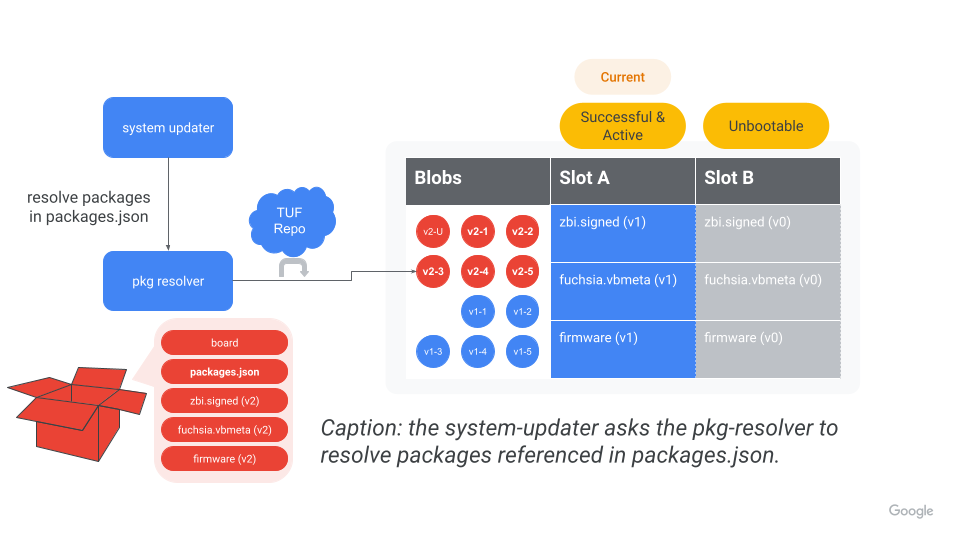 Current
Successful &
Active
Unbootable
system updater
resolve packages
in packages.json
TUF
Repo
pkg resolver
Blobs
Slot A
Slot B
v2-U
v2-1
v2-2
zbi.signed (v1)
zbi.signed (v0)
v2-3
v2-4
v2-5
fuchsia.vbmeta (v1)
fuchsia.vbmeta (v0)
v1-1
v1-2
v1-3
v1-4
v1-5
firmware (v1)
firmware (v0)
board
packages.json
zbi.signed (v2)
fuchsia.vbmeta (v2)
firmware (v2)
Caption: the system-updater asks the pkg-resolver to
resolve packages referenced in packages.json.
Google